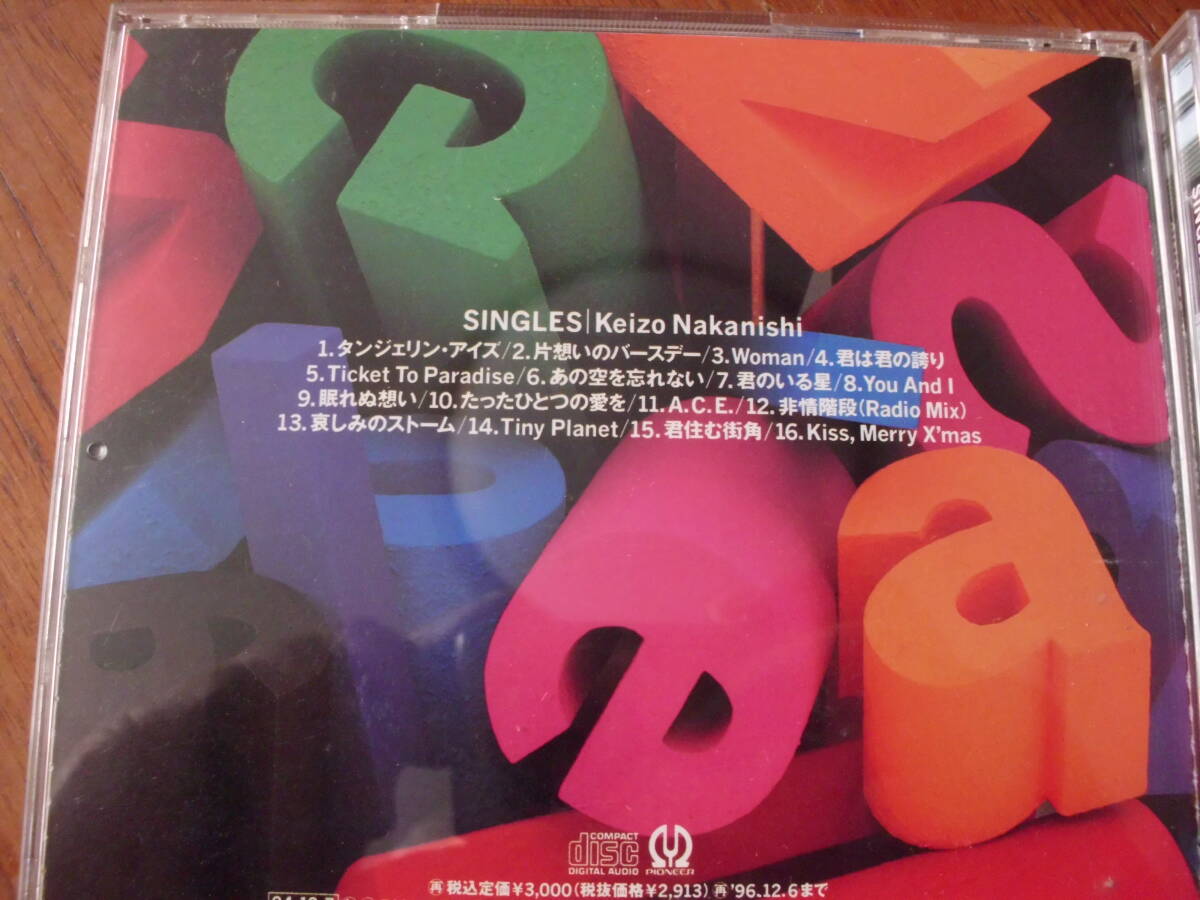 SINGLES|Keizo Nakanishi
1.タンジェリン・アイズ/2.片想いのバースデー/3.Woman/4.君は君の誇り
5.Ticket To Paradise/6.あの空を忘れない/7.君のいる星/8.You And I
9.眠れぬ想い/10.たったひとつの愛を/11.A.C.E./12.非情階段(Radio Mix)
13.哀しみのストーム/14.Tiny Planet/15.君住む街角/16.Kiss, Merry X'mas
COMPACT
disc
DIGITAL AUDIO
PIONEER
再税込定価¥3,000(税抜価格¥2,913)再'96.12.6まで